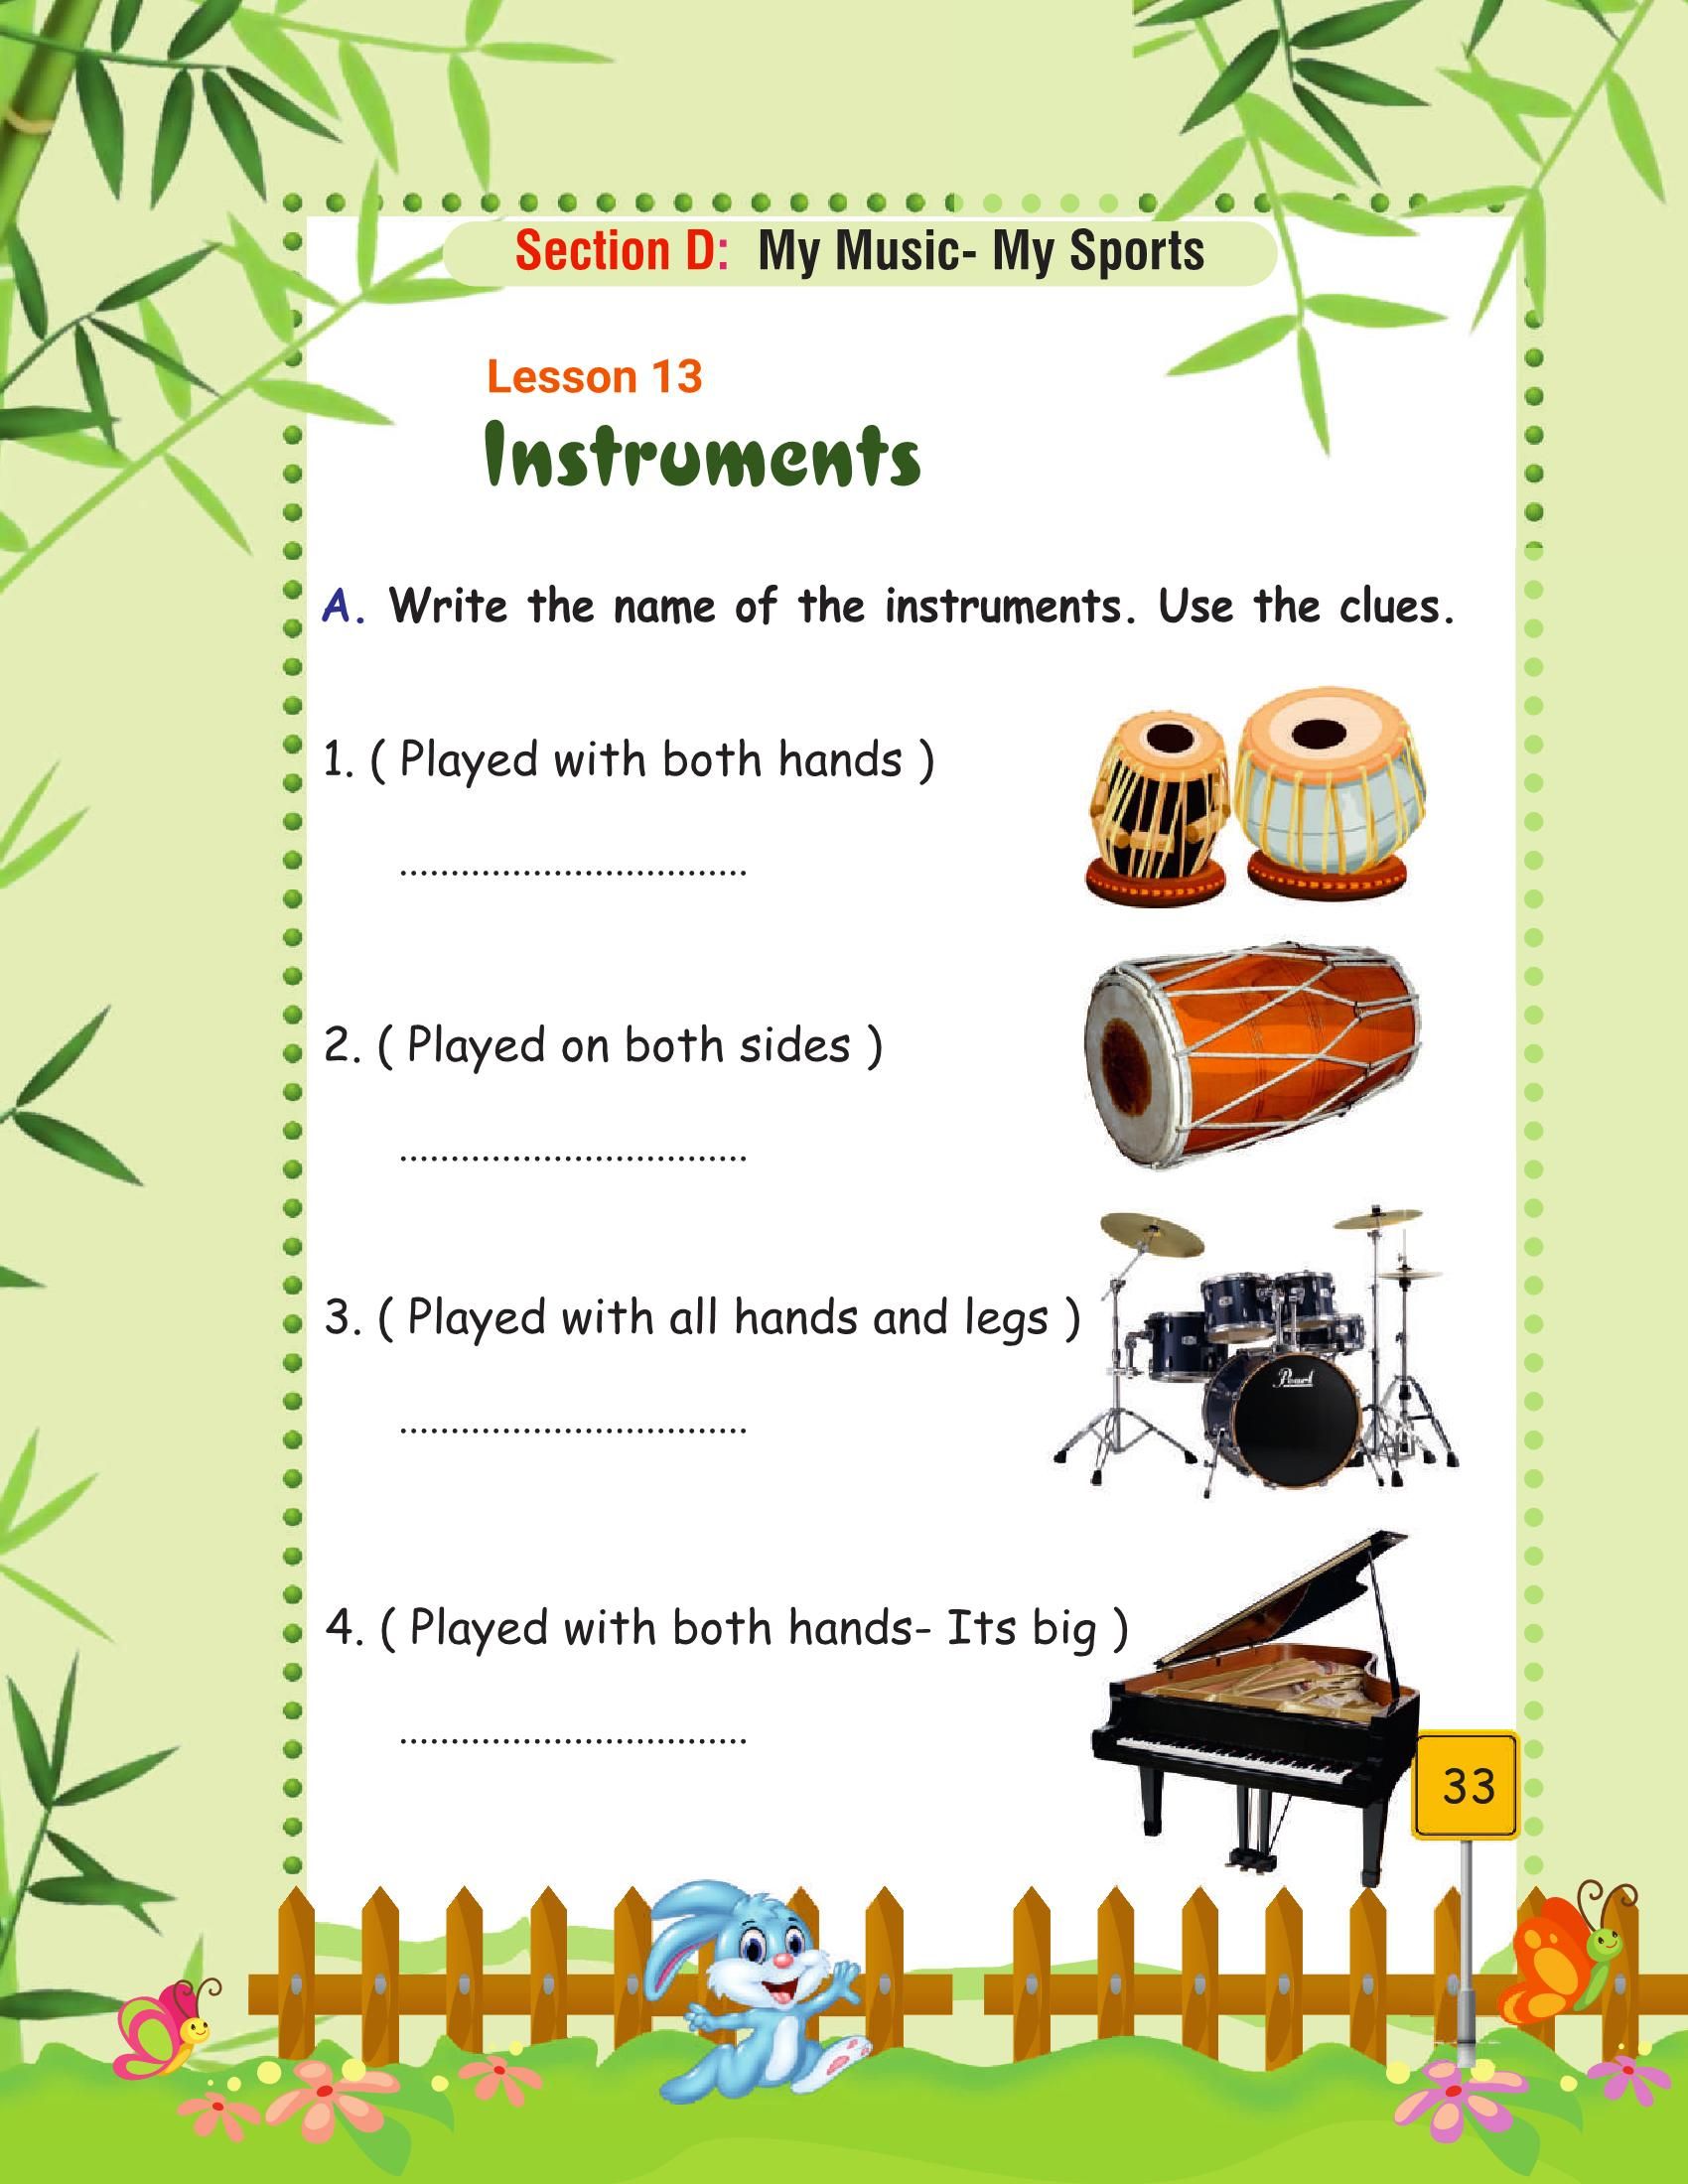 Section D: My Music- My Sports
Lesson 13
Instruments
A. Write the name of the instruments. Use the clues.
1. ( Played with both hands )
..................................
2. ( Played on both sides )
..................................
3. ( Played with all hands and legs )
Pearl
..................................
4. ( Played with both hands- Its big )
..................................
33